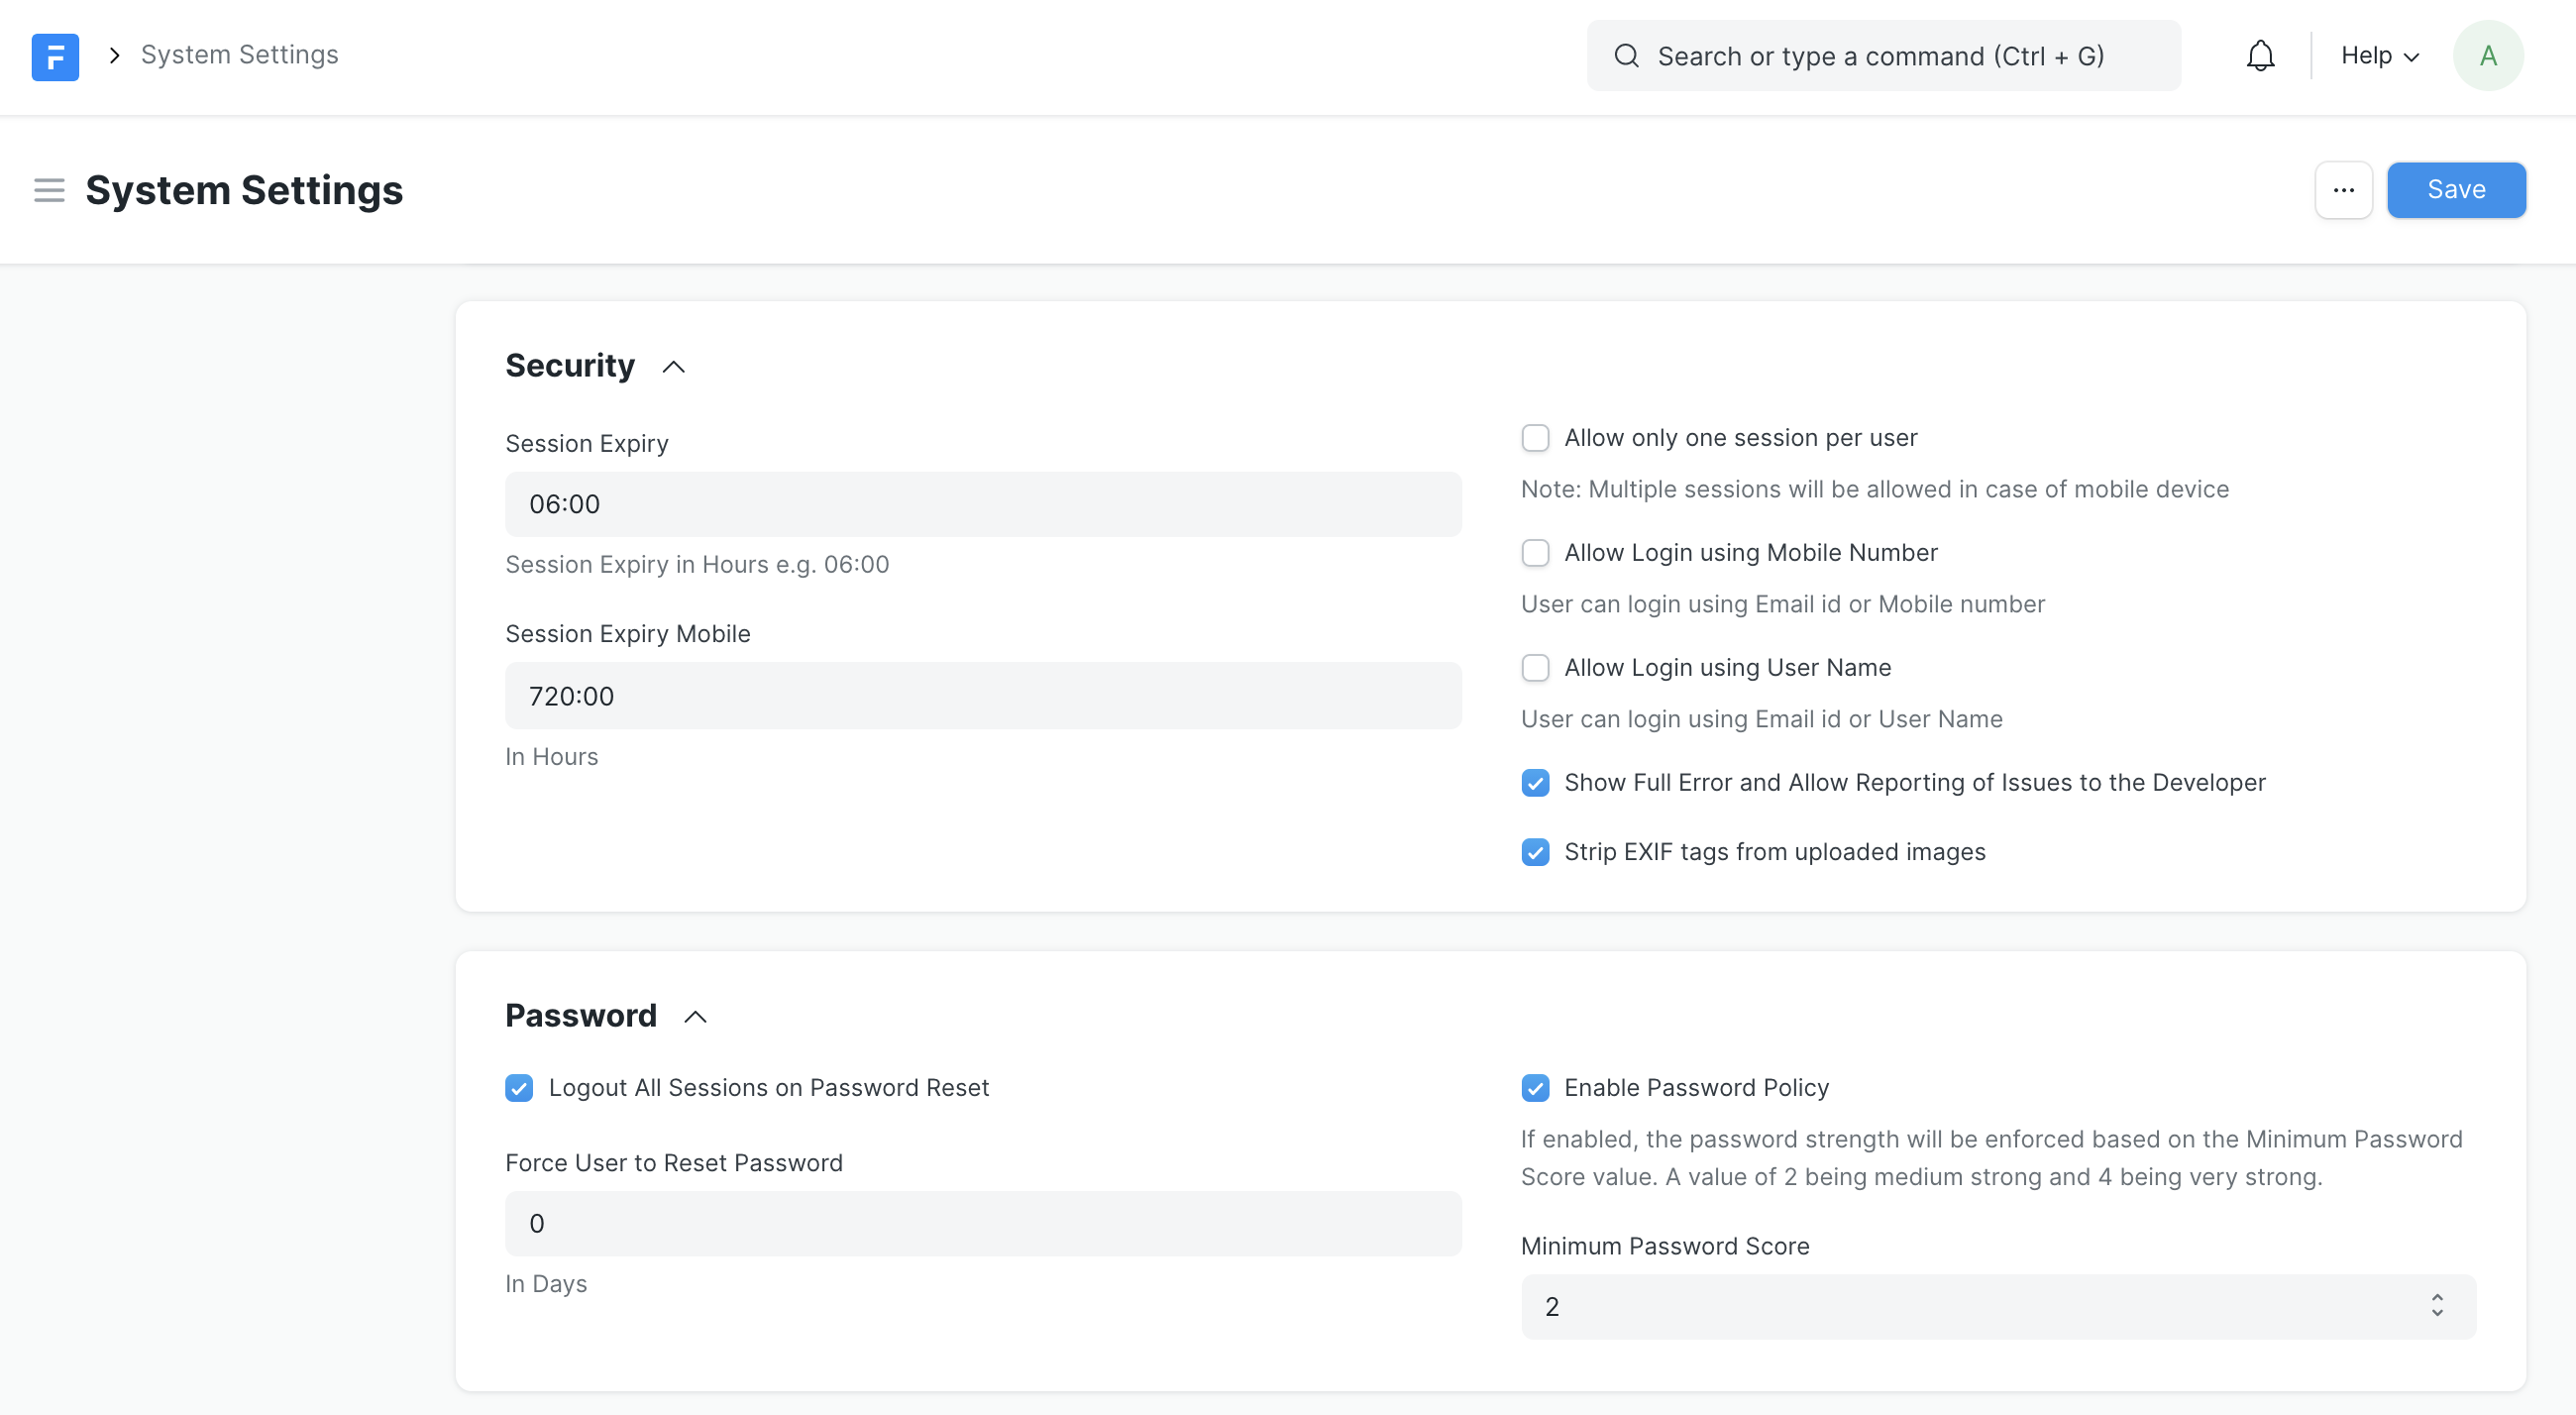 F
System Settings
Search or type a command (Ctrl + G)
Help
A
System Settings
···
Save
Security
Session Expiry
06:00
Session Expiry in Hours e.g. 06:00
Session Expiry Mobile
720:00
In Hours
Allow only one session per user
Note: Multiple sessions will be allowed in case of mobile device
Allow Login using Mobile Number
User can login using Email id or Mobile number
Allow Login using User Name
User can login using Email id or User Name
Show Full Error and Allow Reporting of Issues to the Developer
Strip EXIF tags from uploaded images
Password
Logout All Sessions on Password Reset
Force User to Reset Password
0
In Days
Enable Password Policy
If enabled, the password strength will be enforced based on the Minimum Password
Score value. A value of 2 being medium strong and 4 being very strong.
Minimum Password Score
2